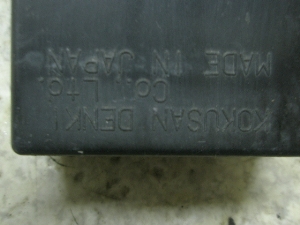 KOKUSAN DENKI
Co., Ltd.
MADE IN JAPAN